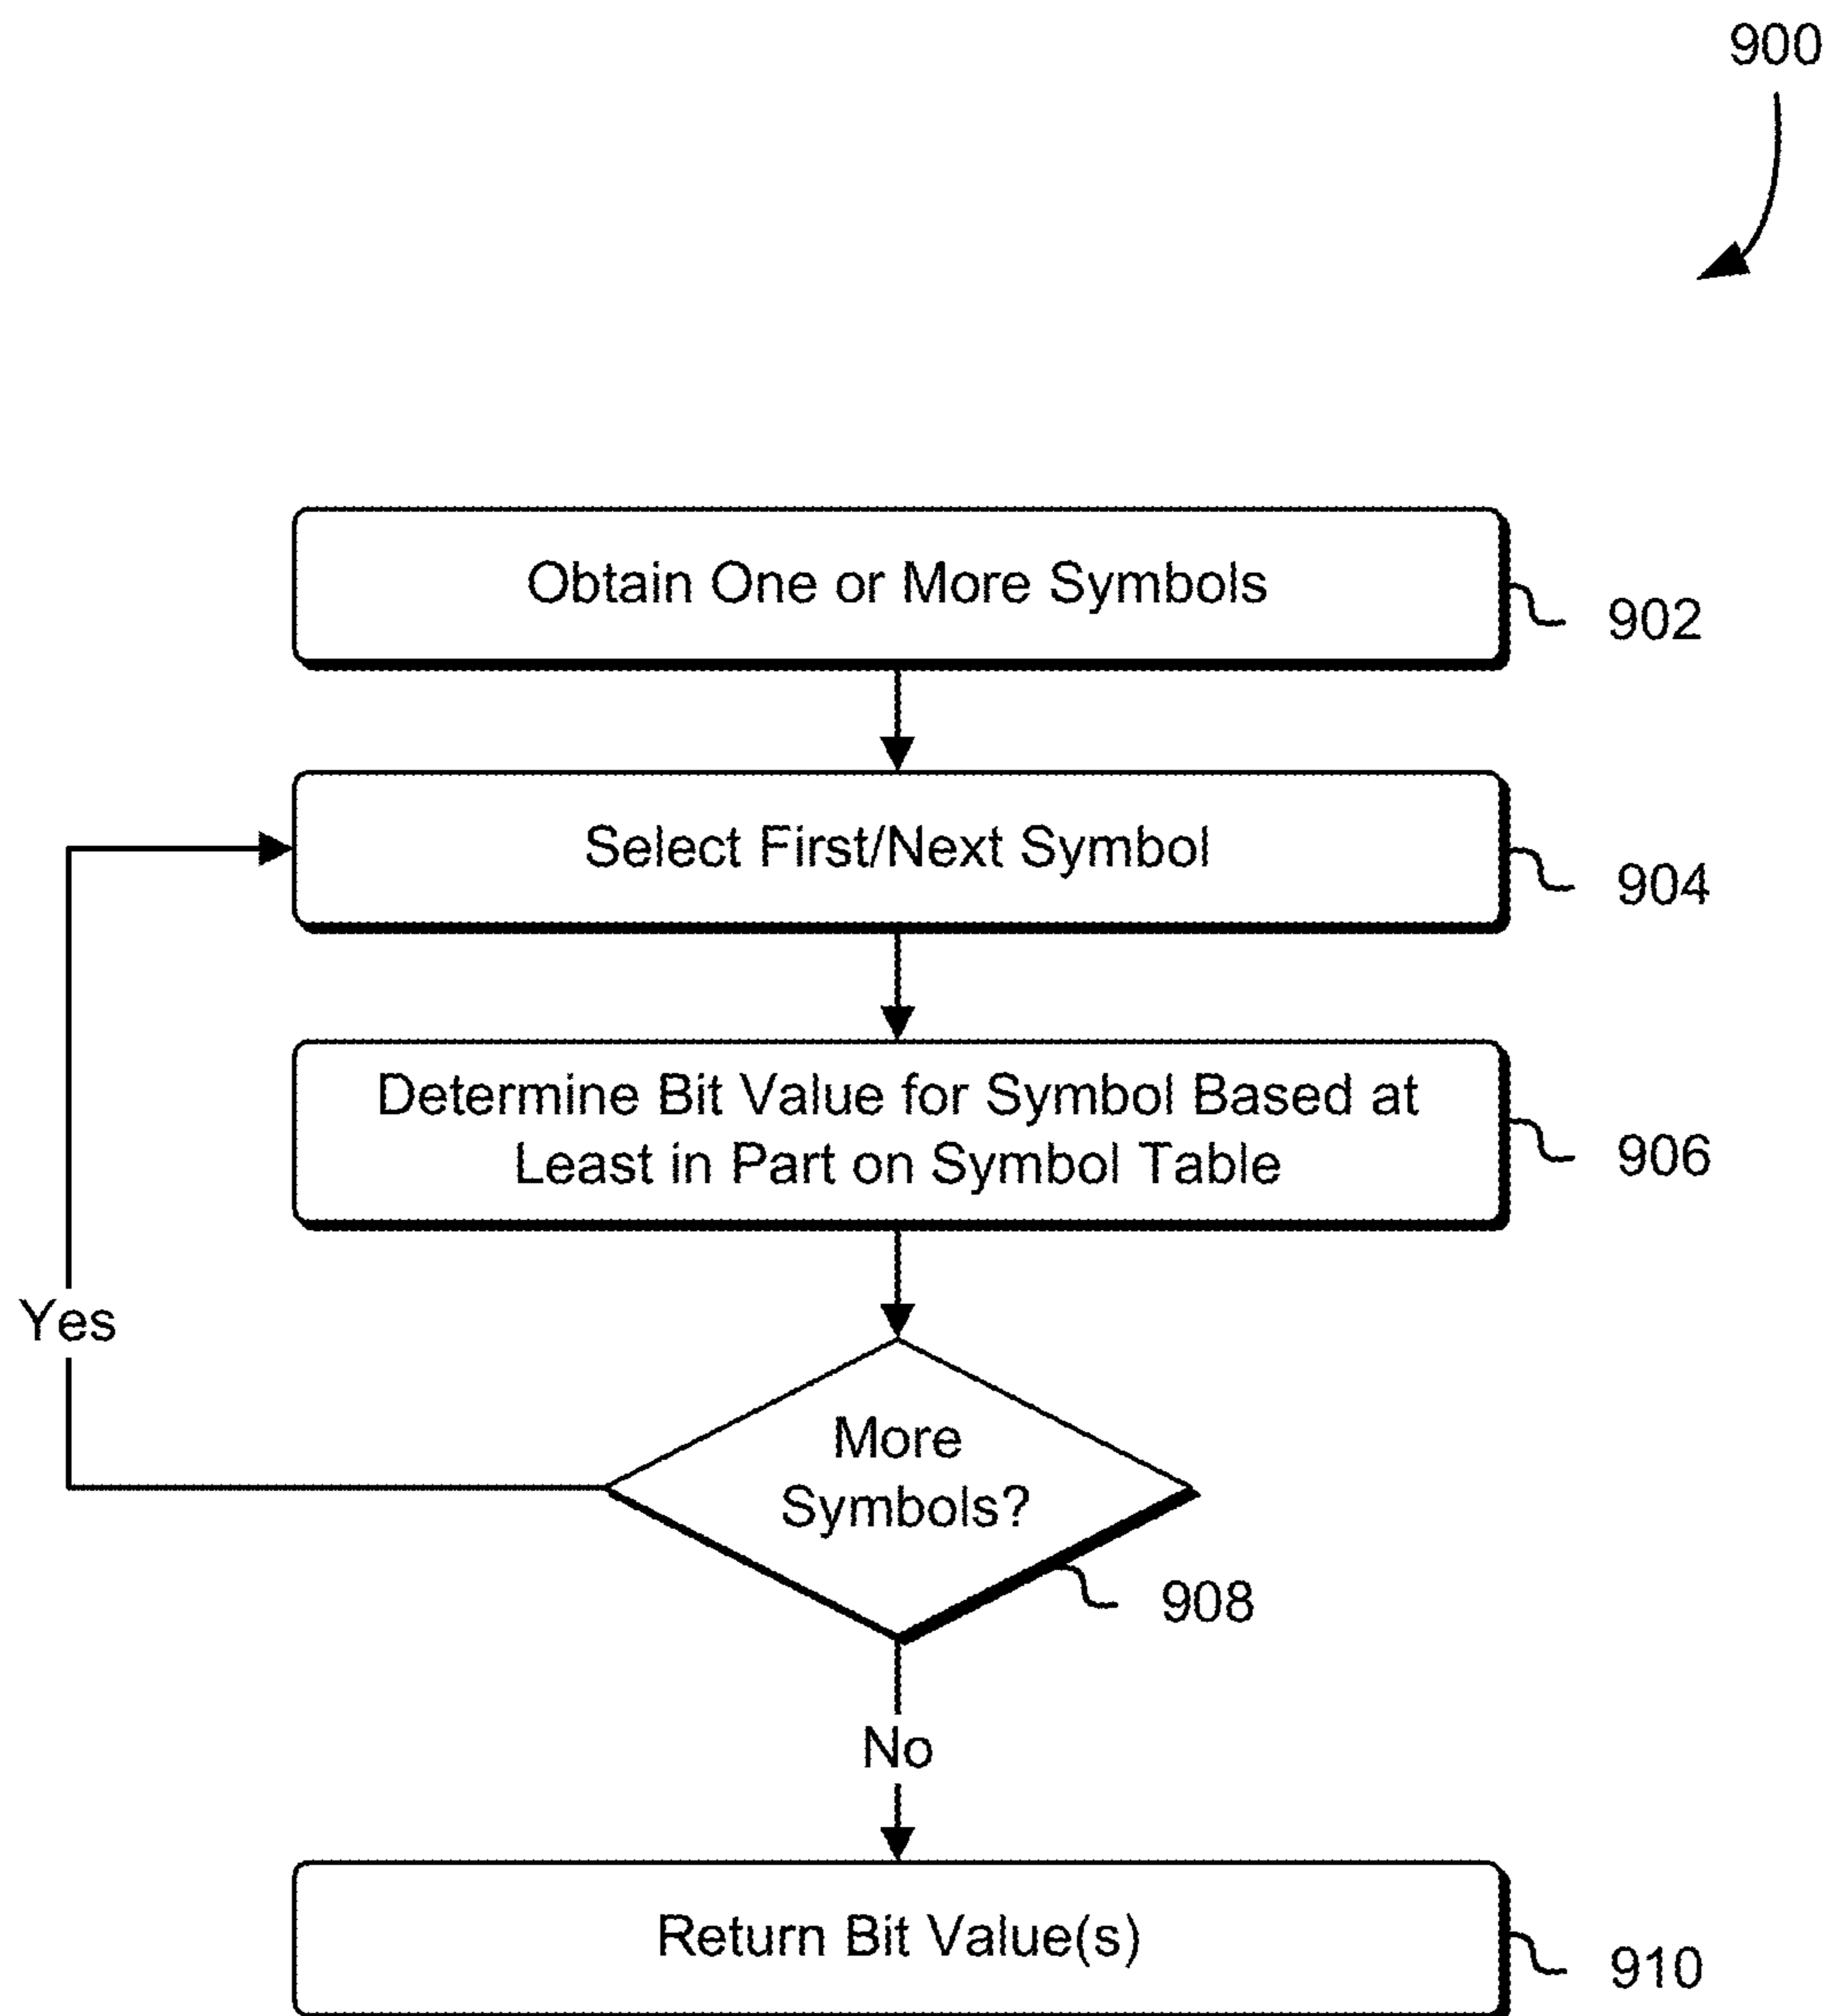 900
Obtain One or More Symbols
902
Select First/Next Symbol
904
Determine Bit Value for Symbol Based at
Least in Part on Symbol Table
906
Yes
More
Symbols?
908
No
Return Bit Value(s)
910